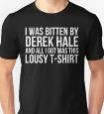 I WAS BITTEN BY
DEREK HALE
AND ALL I GOT WAS THIS
LOUSY T-SHIRT